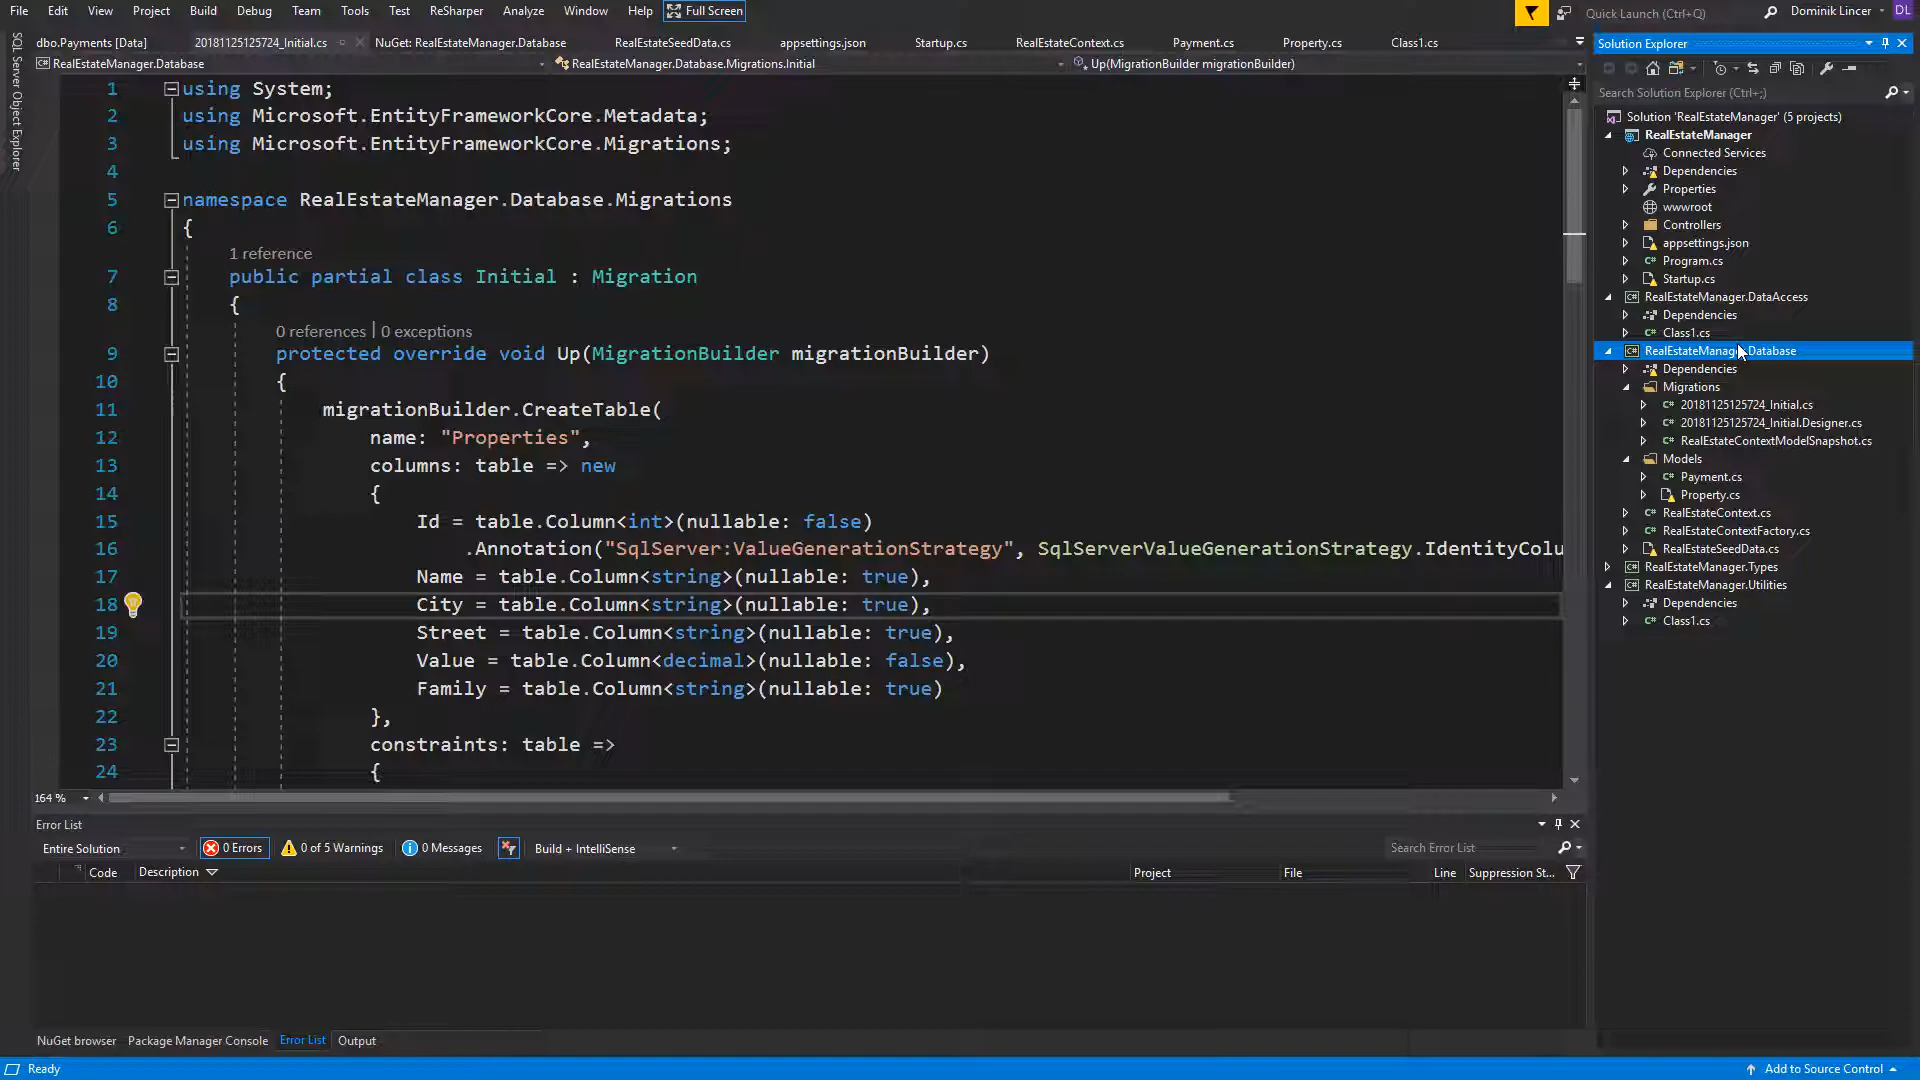 File Edit View Project Build Debug Team Tools Test ReSharper Analyze Window Help Full Screen Quick Launch (Ctrl+Q) Dominik Lincer DL
SQL Server Object Explorer
dbo.Payments [Data] 20181125125724_Initial.cs NuGet: RealEstateManager.Database RealEstateSeedData.cs appsettings.json Startup.cs RealEstateContext.cs Payment.cs Property.cs Class1.cs
RealEstateManager.Database RealEstateManager.Database.Migrations.Initial Up(MigrationBuilder migrationBuilder)
1 using System;
2 using Microsoft.EntityFrameworkCore.Metadata;
3 using Microsoft.EntityFrameworkCore.Migrations;
4
5 namespace RealEstateManager.Database.Migrations
6 {
1 reference
7 public partial class Initial : Migration
8 {
0 references | 0 exceptions
9 protected override void Up(MigrationBuilder migrationBuilder)
10 {
11 migrationBuilder.CreateTable(
12 name: "Properties",
13 columns: table => new
14 {
15 Id = table.Column<int>(nullable: false)
16 .Annotation("SqlServer:ValueGenerationStrategy", SqlServerValueGenerationStrategy.IdentityColu
17 Name = table.Column<string>(nullable: true),
18 City = table.Column<string>(nullable: true),
19 Street = table.Column<string>(nullable: true),
20 Value = table.Column<decimal>(nullable: false),
21 Family = table.Column<string>(nullable: true)
22 },
23 constraints: table =>
24 {
164 %
Error List
Entire Solution 0 Errors 0 of 5 Warnings 0 Messages Build + IntelliSense Search Error List
Code Description Project File Line Suppression St...
NuGet browser Package Manager Console Error List Output
Ready Add to Source Control
Solution Explorer
Search Solution Explorer (Ctrl+;)
Solution 'RealEstateManager' (5 projects)
RealEstateManager
Connected Services
Dependencies
Properties
wwwroot
Controllers
appsettings.json
Program.cs
Startup.cs
RealEstateManager.DataAccess
Dependencies
Class1.cs
RealEstateManager.Database
Dependencies
Migrations
20181125125724_Initial.cs
20181125125724_Initial.Designer.cs
RealEstateContextModelSnapshot.cs
Models
Payment.cs
Property.cs
RealEstateContext.cs
RealEstateContextFactory.cs
RealEstateSeedData.cs
RealEstateManager.Types
RealEstateManager.Utilities
Dependencies
Class1.cs